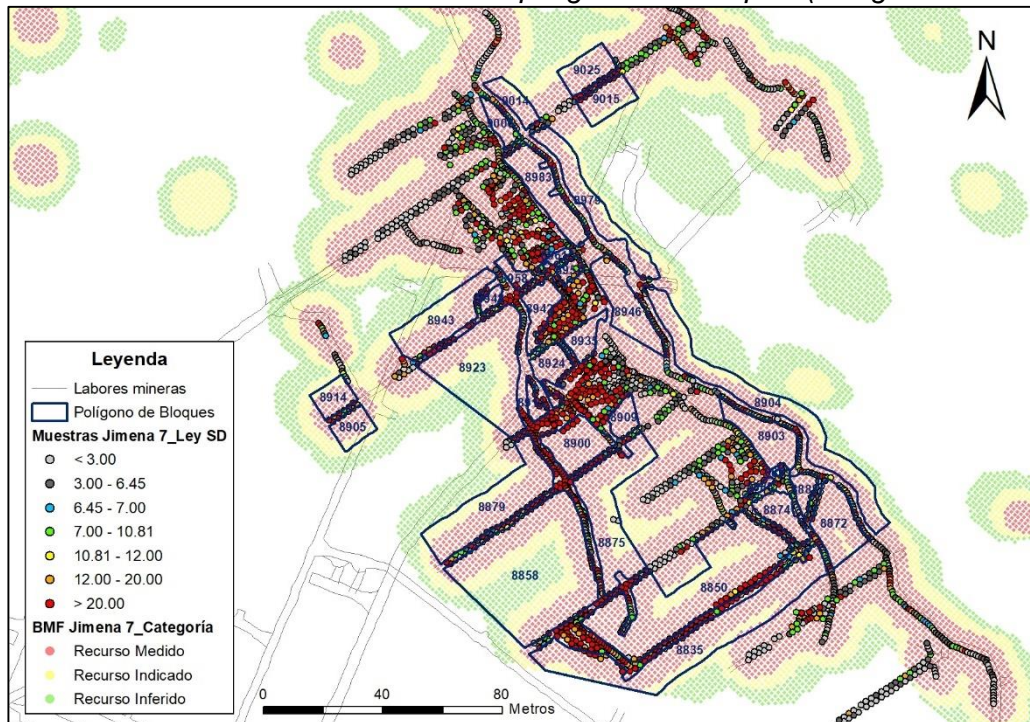 N
9025
9014
9015
8983
8979
8946
8943
8942
8935
8923
8924
8914
8905
8909
8900
8904
8903
8879
8874
8872
8875
8858
8850
8835
Leyenda
Labores mineras
Polígono de Bloques
Muestras Jimena 7_Ley SD
< 3.00
3.00 - 6.45
6.45 - 7.00
7.00 - 10.81
10.81 - 12.00
12.00 - 20.00
> 20.00
BMF Jimena 7_Categoría
Recurso Medido
Recurso Indicado
Recurso Inferido
0 40 80
Metros